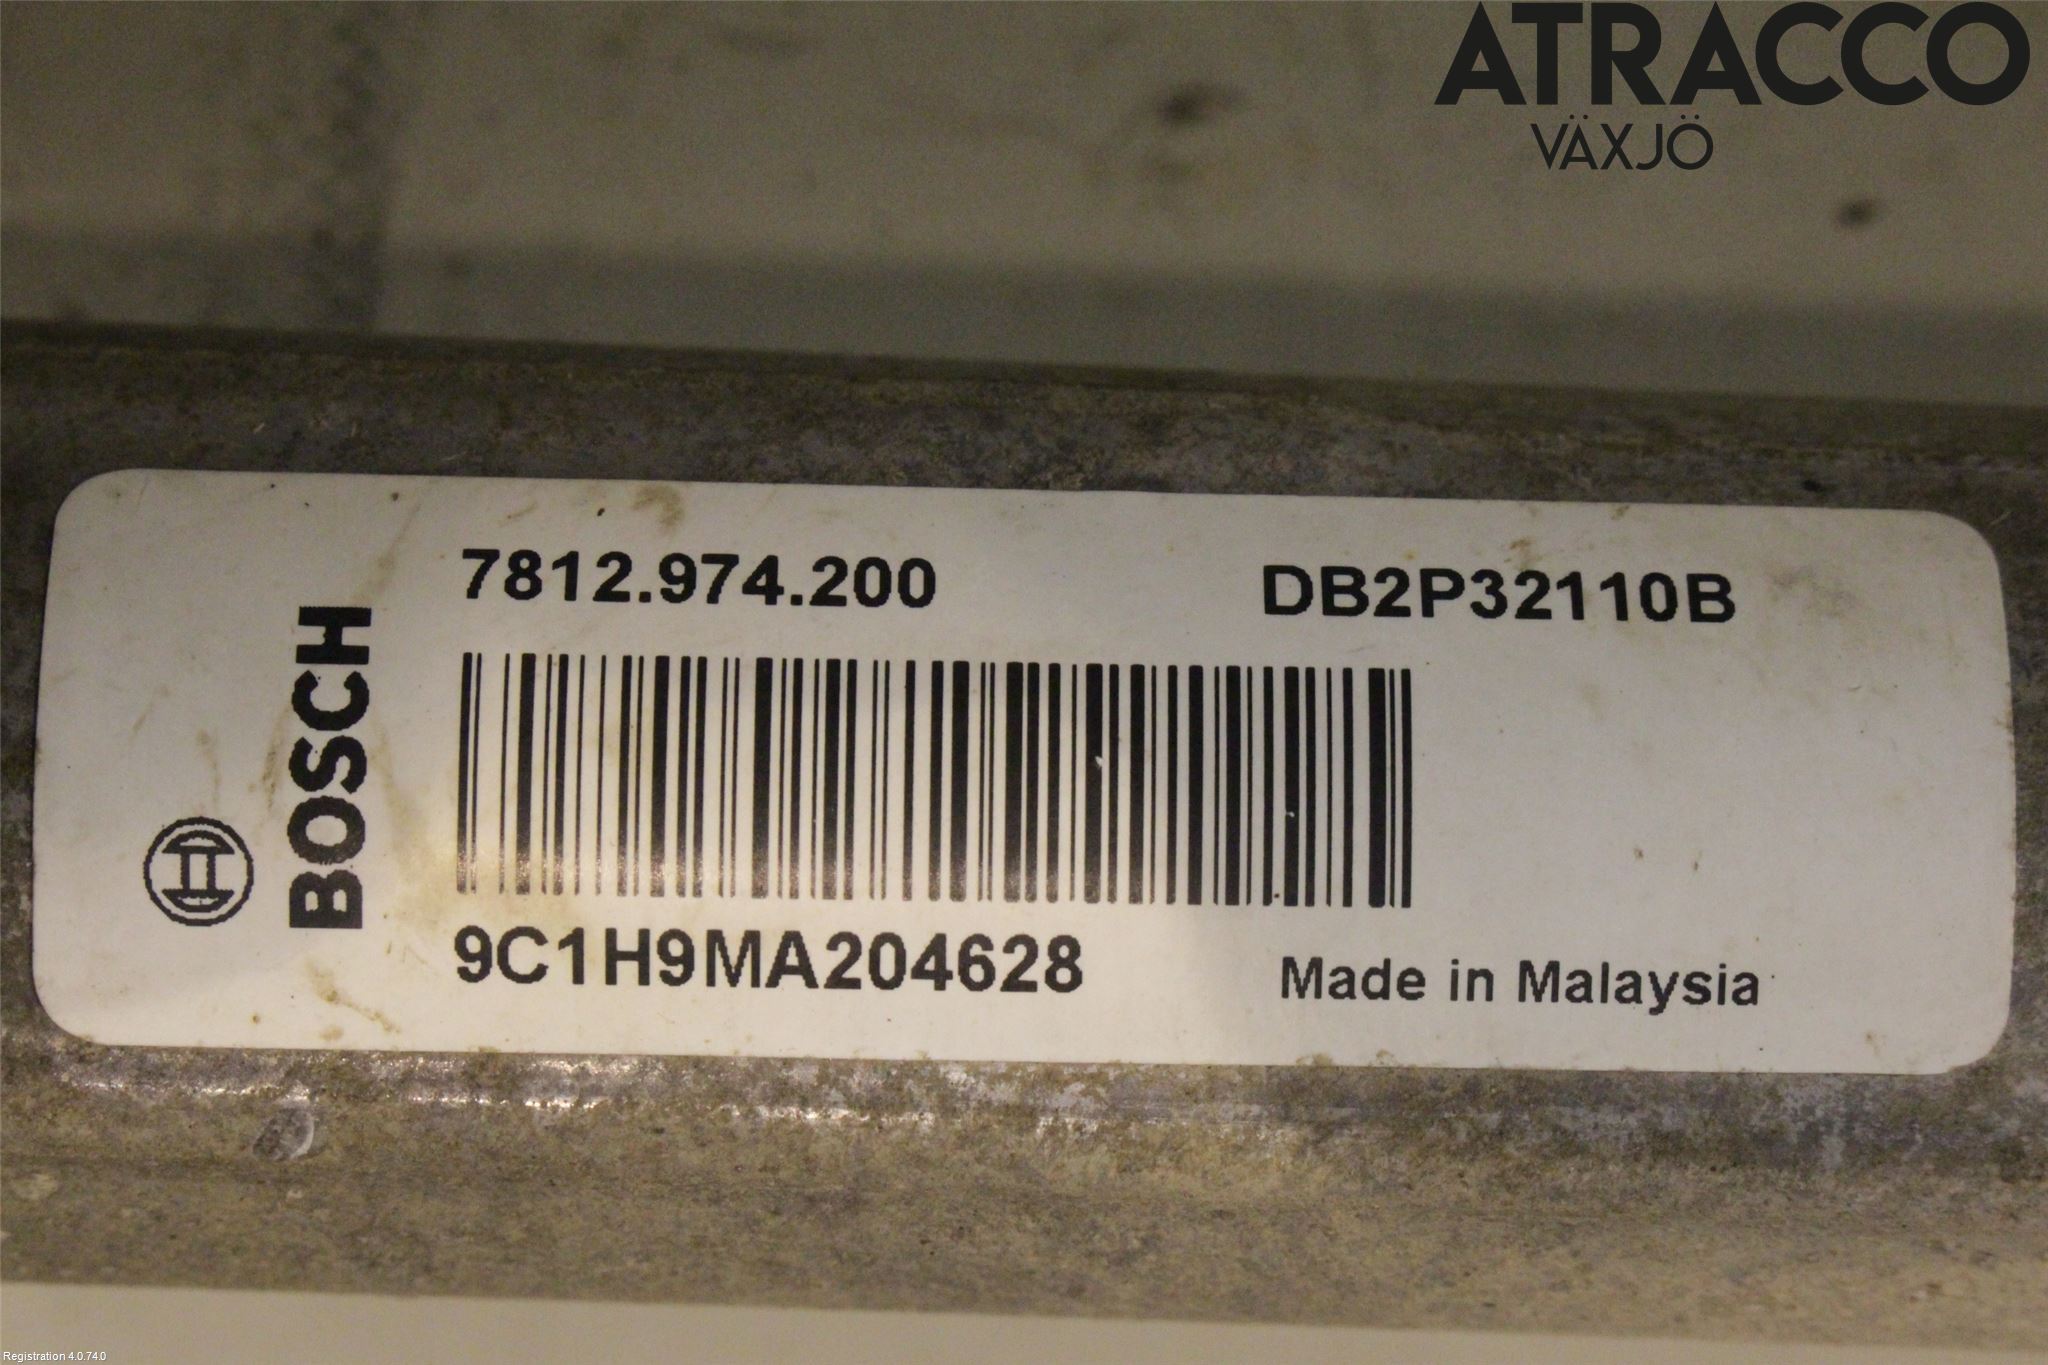 ATRACCO
VÄXJÖ
BOSCH
7812.974.200
DB2P32110B
9C1H9MA204628
Made in Malaysia
Registration 4.0.74.0